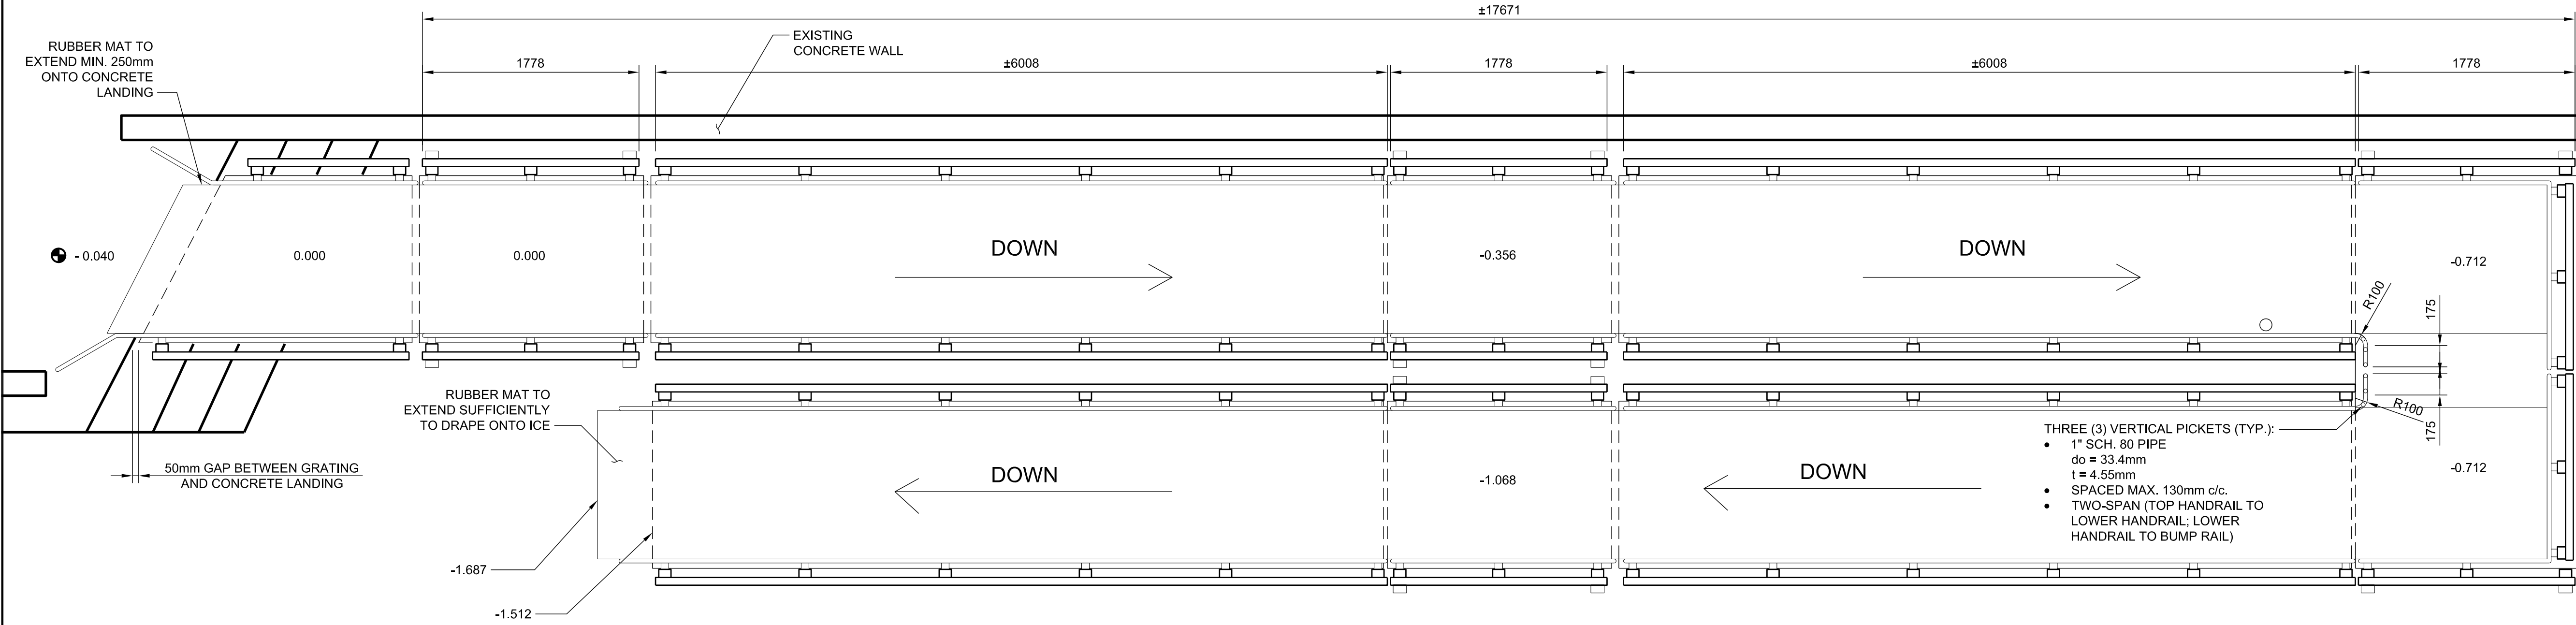 ±17671
RUBBER MAT TO
EXTEND MIN. 250mm
ONTO CONCRETE
LANDING
EXISTING
CONCRETE WALL
1778
±6008
1778
±6008
1778
- 0.040
0.000
0.000
DOWN
-0.356
DOWN
-0.712
R100
175
RUBBER MAT TO
EXTEND SUFFICIENTLY
TO DRAPE ONTO ICE
50mm GAP BETWEEN GRATING
AND CONCRETE LANDING
DOWN
-1.068
DOWN
R100
175
-0.712
THREE (3) VERTICAL PICKETS (TYP.):
• 1" SCH. 80 PIPE
do = 33.4mm
t = 4.55mm
• SPACED MAX. 130mm c/c.
• TWO-SPAN (TOP HANDRAIL TO
LOWER HANDRAIL; LOWER
HANDRAIL TO BUMP RAIL)
-1.687
-1.512